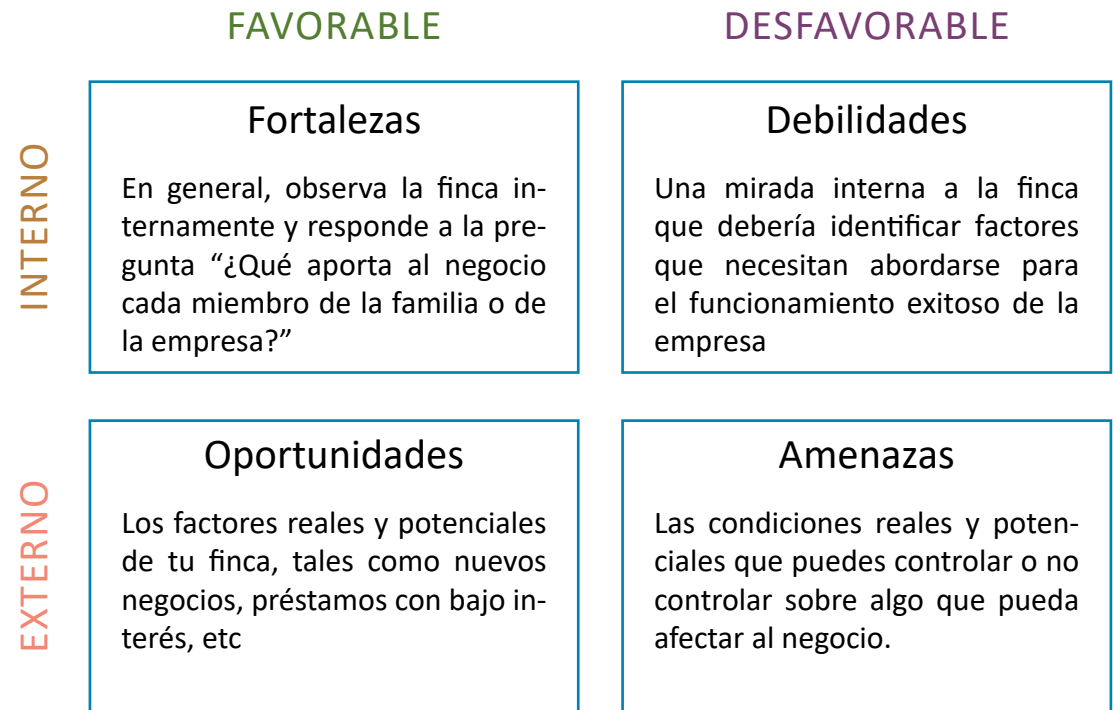 FAVORABLE
DESFAVORABLE
INTERNO
Fortalezas
En general, observa la finca in-
ternamente y responde a la pre-
gunta “¿Qué aporta al negocio
cada miembro de la familia o de
la empresa?”
Debilidades
Una mirada interna a la finca
que debería identificar factores
que necesitan abordarse para
el funcionamiento exitoso de la
empresa
EXTERNO
Oportunidades
Los factores reales y potenciales
de tu finca, tales como nuevos
negocios, préstamos con bajo in-
terés, etc
Amenazas
Las condiciones reales y poten-
ciales que puedes controlar o no
controlar sobre algo que pueda
afectar al negocio.